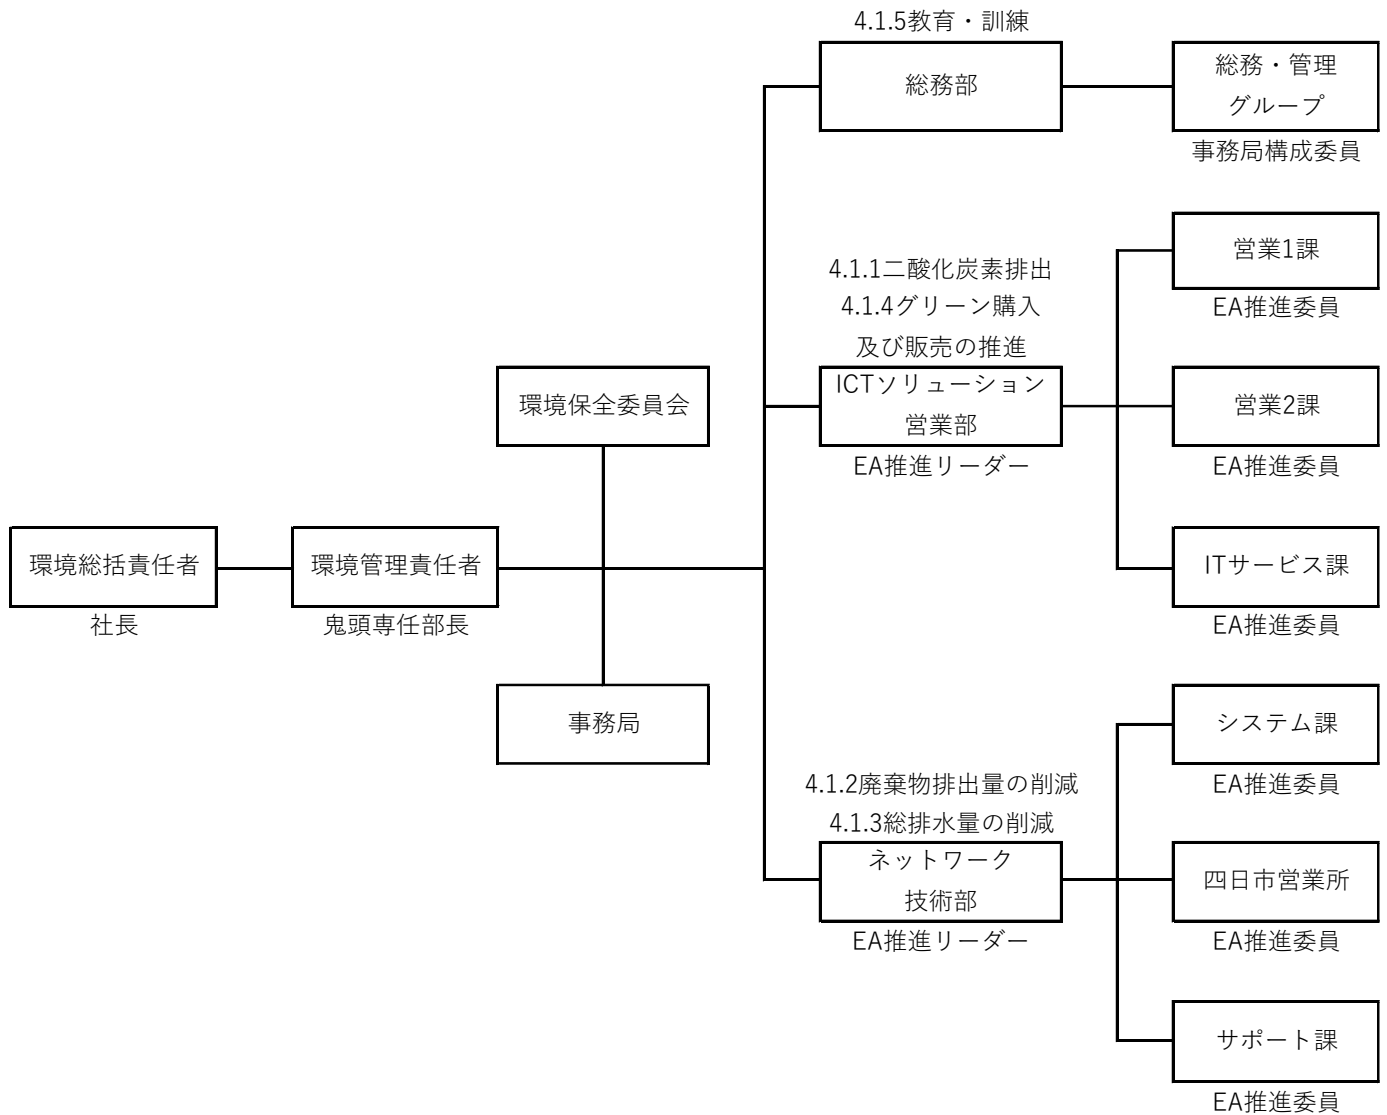 4.1.5教育・訓練
総務部
総務・管理
グループ
事務局構成委員
営業1課
EA推進委員
4.1.1二酸化炭素排出
4.1.4グリーン購入
及び販売の推進
ICTソリューション
営業部
EA推進リーダー
営業2課
EA推進委員
環境保全委員会
環境総括責任者
社長
環境管理責任者
鬼頭専任部長
ITサービス課
EA推進委員
事務局
システム課
EA推進委員
4.1.2廃棄物排出量の削減
4.1.3総排水量の削減
ネットワーク
技術部
EA推進リーダー
四日市営業所
EA推進委員
サポート課
EA推進委員